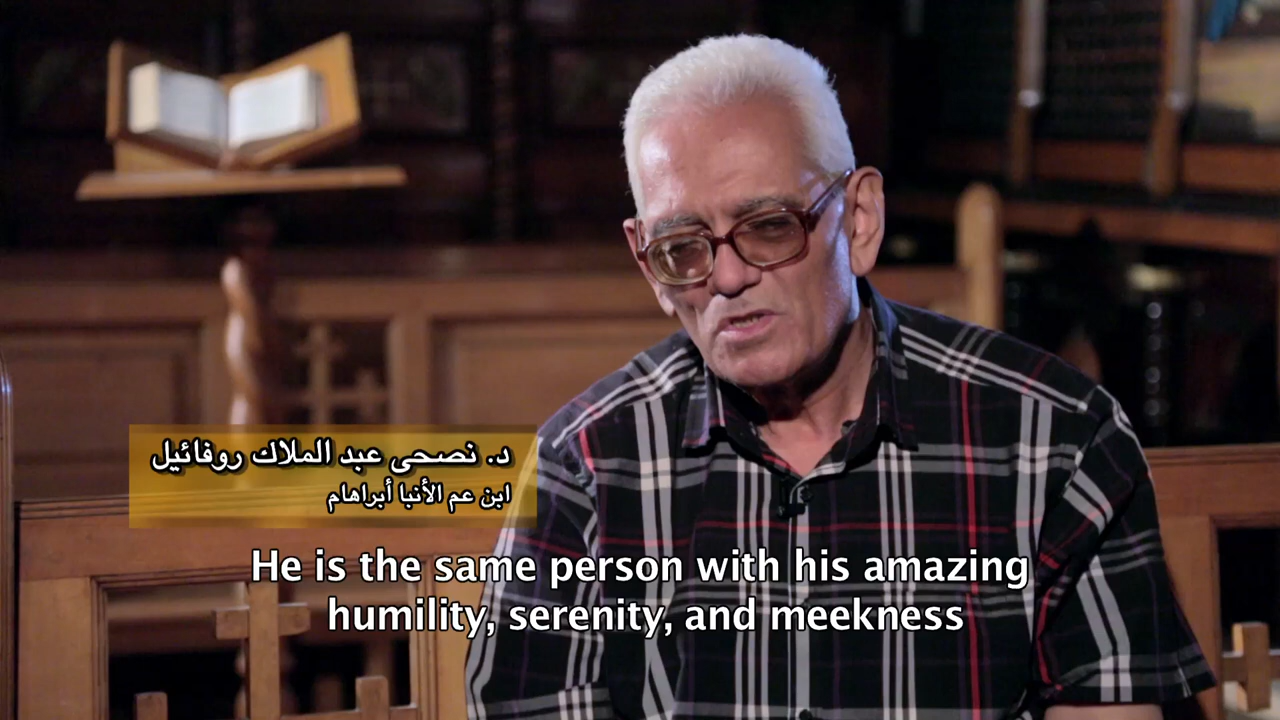 د. نصحى عبد الملاك روفائيل
ابن عم الأنبا أبراهام
He is the same person with his amazing
humility, serenity, and meekness